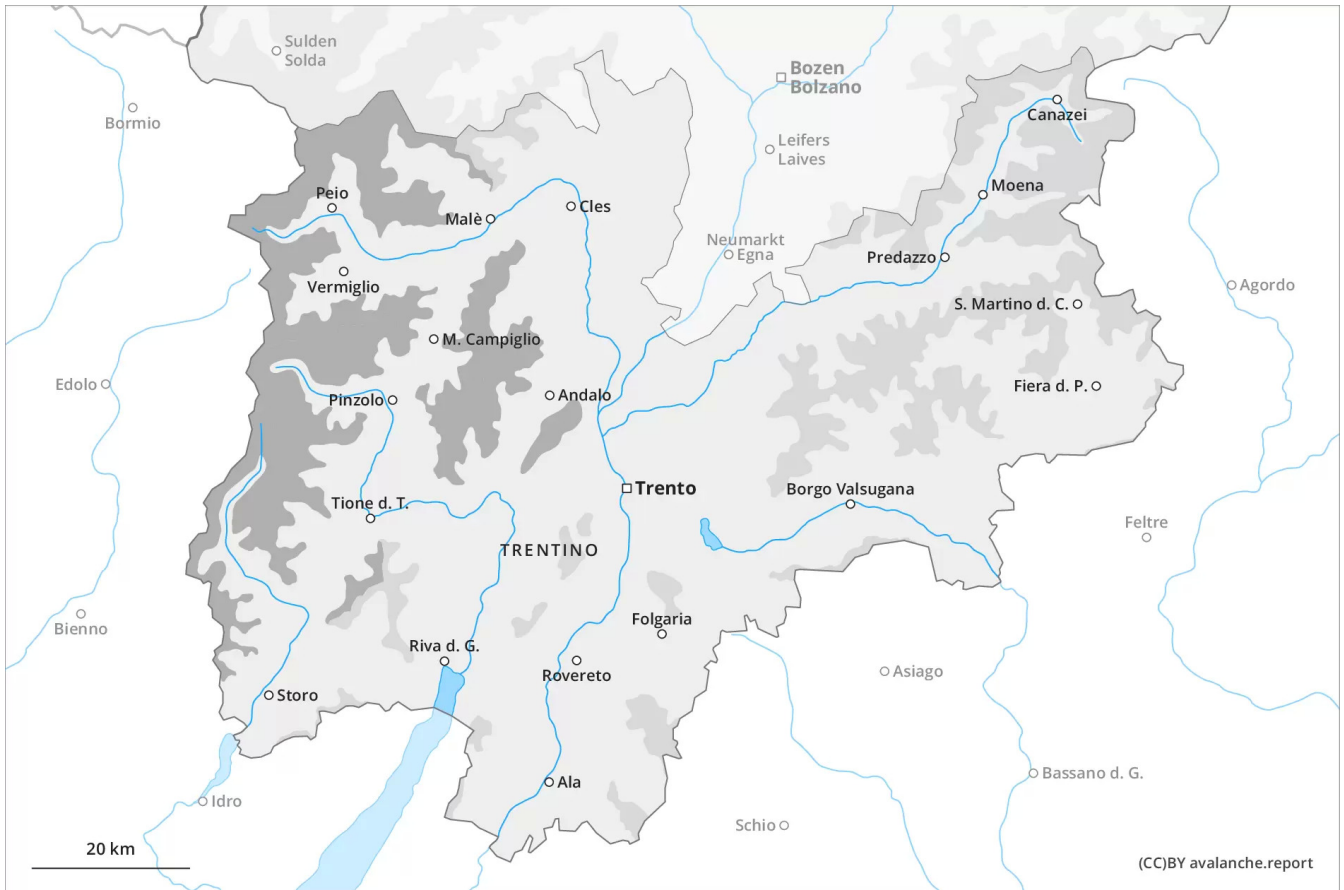 Sulden
Solda
Bozen
Bolzano
Bormio
Canazei
Leifers
Laives
Moena
Peio
Malè
Cles
Neumarkt
Egna
Predazzo
Vermiglio
Agordo
S. Martino d. C.
M. Campiglio
Edolo
Fiera d. P.
Andalo
Pinzolo
Trento
Borgo Valsugana
Tione d. T.
Feltre
TRENTINO
Folgaria
Bienno
Riva d. G.
Asiago
Rovereto
Storo
Bassano d. G.
Ala
Idro
Schio
20 km
(CC)BY avalanche.report